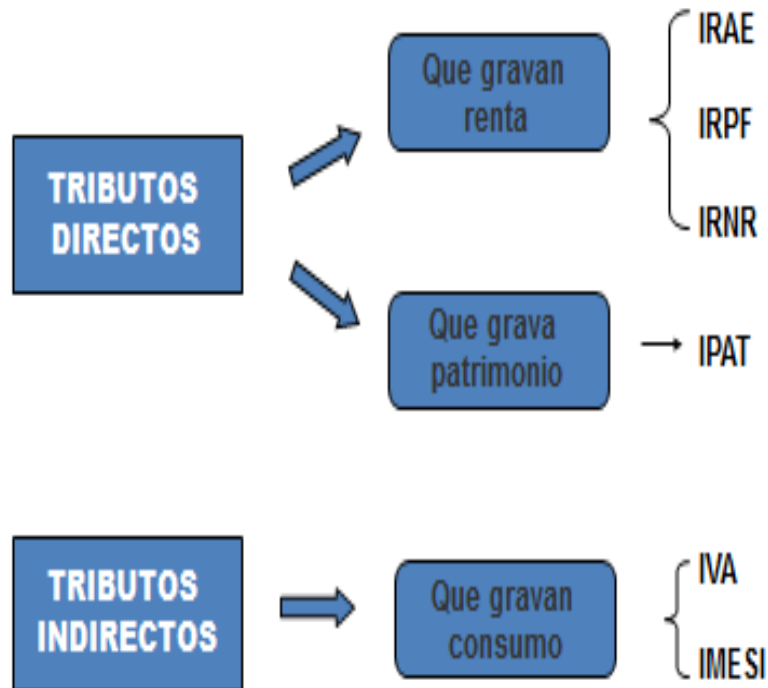 TRIBUTOS
DIRECTOS
Que gravan
renta
IRAE
IRPF
IRNR
Que grava
patrimonio
IPAT
TRIBUTOS
INDIRECTOS
Que gravan
consumo
IVA
IMESI